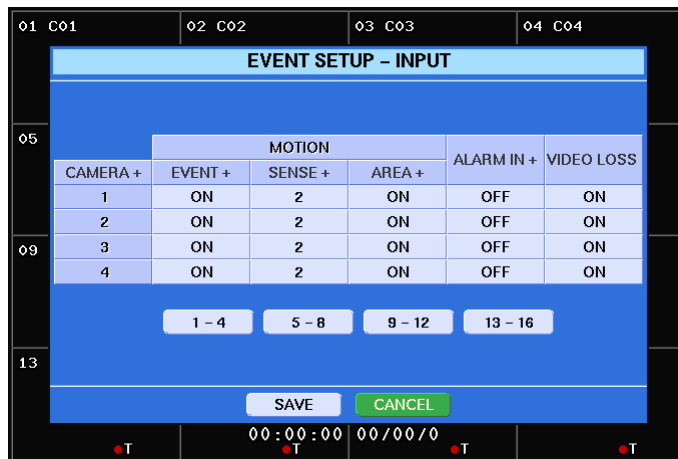 01 C01 02 C02 03 C03 04 C04
EVENT SETUP – INPUT
05
MOTION
ALARM IN + VIDEO LOSS
CAMERA + EVENT + SENSE + AREA +
1 ON 2 ON OFF ON
2 ON 2 ON OFF ON
09
3 ON 2 ON OFF ON
4 ON 2 ON OFF ON
1 – 4 5 – 8 9 – 12 13 – 16
13
SAVE CANCEL
00:00:00 00/00/0
T T T T